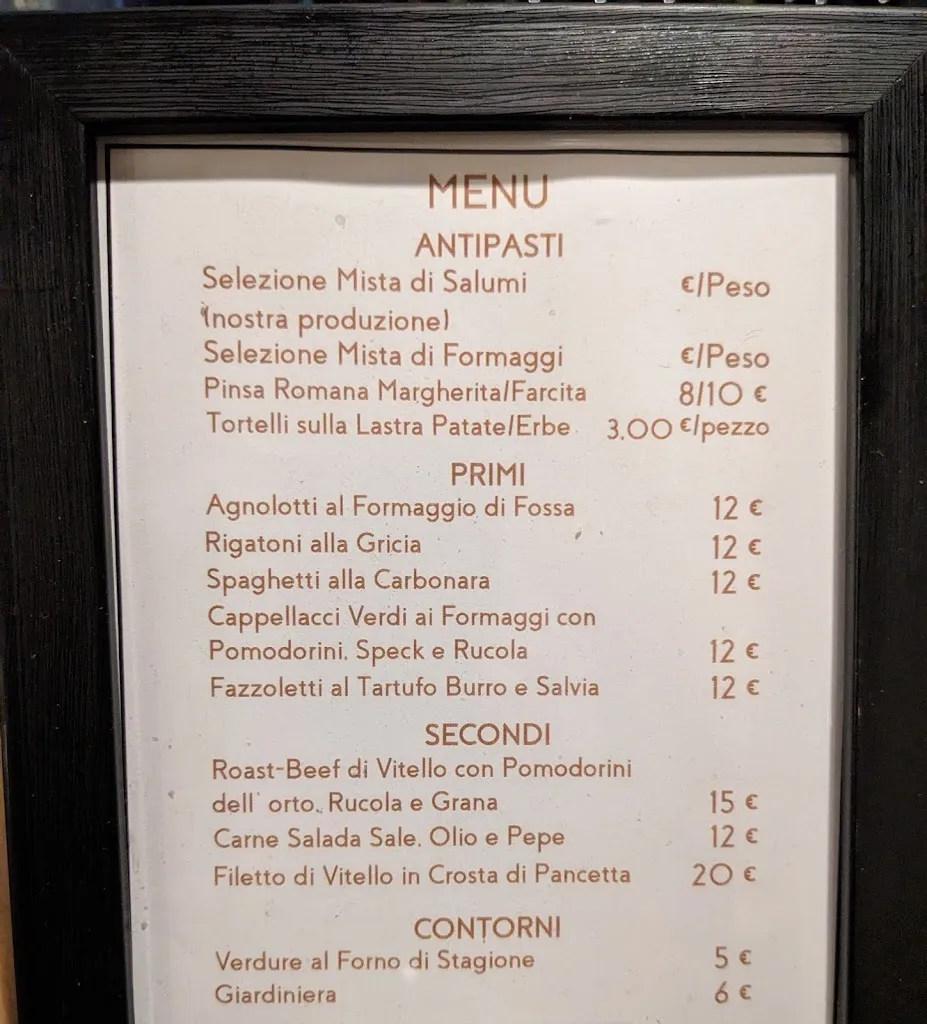 MENU
ANTIPASTI
Selezione Mista di Salumi €/Peso
(nostra produzione)
Selezione Mista di Formaggi €/Peso
Pinsa Romana Margherita/Farcita 8/10 €
Tortelli sulla Lastra Patate/Erbe 3.00 €/pezzo
PRIMI
Agnolotti al Formaggio di Fossa 12 €
Rigatoni alla Gricia 12 €
Spaghetti alla Carbonara 12 €
Cappellacci Verdi ai Formaggi con
Pomodorini, Speck e Rucola 12 €
Fazzoletti al Tartufo Burro e Salvia 12 €
SECONDI
Roast-Beef di Vitello con Pomodorini
dell' orto, Rucola e Grana 15 €
Carne Salada Sale, Olio e Pepe 12 €
Filetto di Vitello in Crosta di Pancetta 20 €
CONTORNI
Verdure al Forno di Stagione 5 €
Giardiniera 6 €